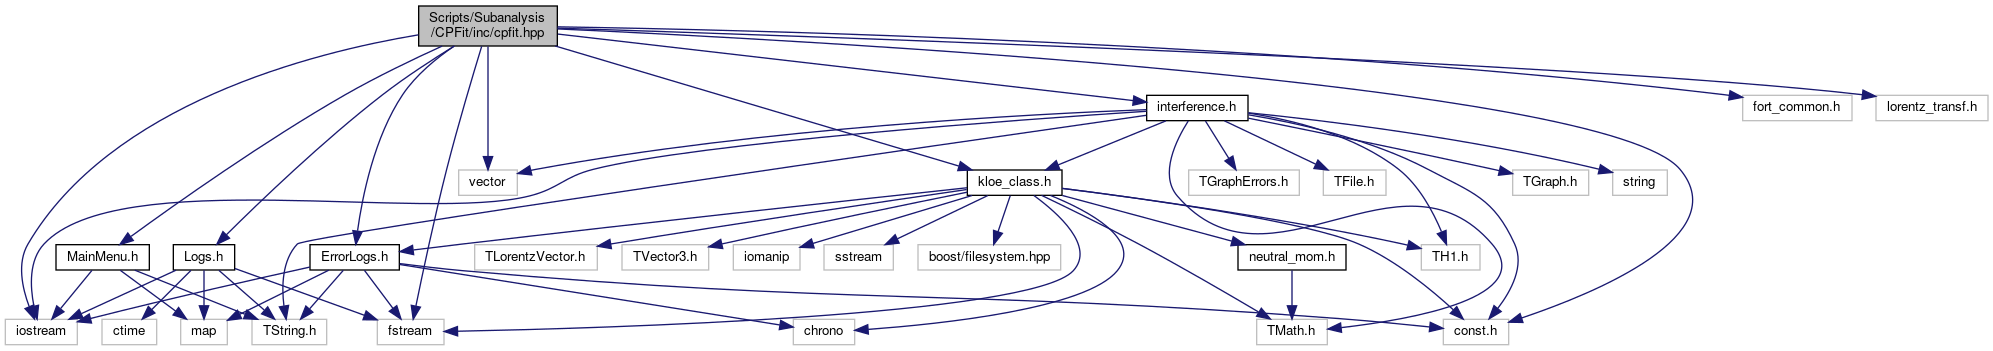 Scripts/Subanalysis
/CPFit/inc/cpfit.hpp
interference.h
fort_common.h
lorentz_transf.h
vector
kloe_class.h
TGraphErrors.h
TFile.h
TGraph.h
string
MainMenu.h
Logs.h
ErrorLogs.h
TLorentzVector.h
TVector3.h
iomanip
sstream
boost/filesystem.hpp
neutral_mom.h
TH1.h
iostream
ctime
map
TString.h
fstream
chrono
TMath.h
const.h